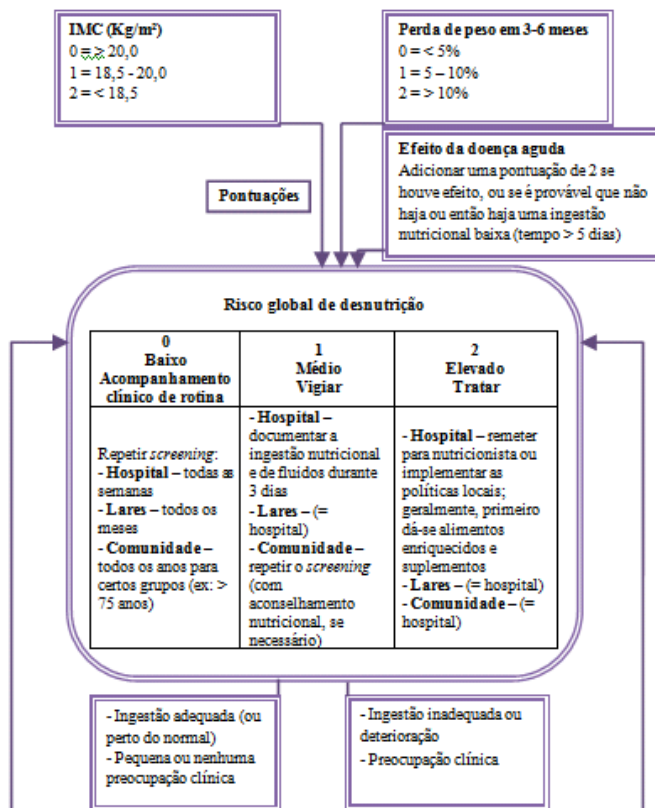 IMC (Kg/m²)
0 = ≥ 20,0
1 = 18,5 - 20,0
2 = < 18,5
Perda de peso em 3-6 meses
0 = < 5%
1 = 5 – 10%
2 = > 10%
Efeito da doença aguda
Adicionar uma pontuação de 2 se
houve efeito, ou se é provável que não
haja ou então haja uma ingestão
nutricional baixa (tempo > 5 dias)
Pontuações
Risco global de desnutrição
0
Baixo
Acompanhamento
clínico de rotina
1
Médio
Vigiar
2
Elevado
Tratar
Repetir screening:
- Hospital – todas as
semanas
- Lares – todos os
meses
- Comunidade –
todos os anos para
certos grupos (ex: >
75 anos)
- Hospital –
documentar a
ingestão nutricional
e de fluidos durante
3 dias
- Lares – (=
hospital)
- Comunidade –
repetir o screening
(com
aconselhamento
nutricional, se
necessário)
- Hospital – remeter
para nutricionista ou
implementar as
políticas locais;
geralmente, primeiro
dá-se alimentos
enriquecidos e
suplementos
- Lares – (= hospital)
- Comunidade – (=
hospital)
- Ingestão adequada (ou
perto do normal)
- Pequena ou nenhuma
preocupação clínica
- Ingestão inadequada ou
deterioração
- Preocupação clínica